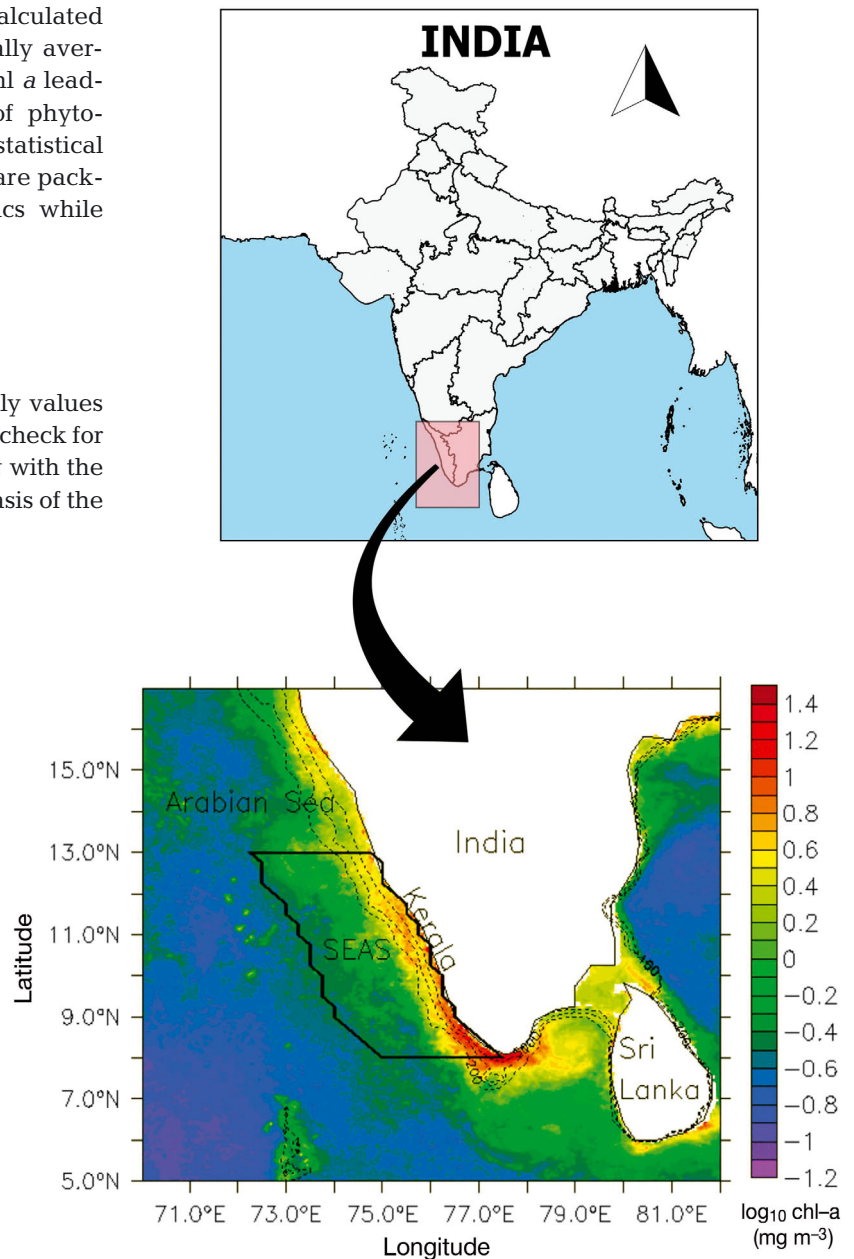 alculated
ally aver-
hl a lead-
of phyto-
statistical
are pack-
cs while
ly values
check for
with the
sis of the
INDIA
15.0°N
13.0°N
11.0°N
9.0°N
7.0°N
5.0°N
Latitude
Arabian Sea
India
Kerala
SEAS
Sri
Lanka
200
71.0°E 73.0°E 75.0°E 77.0°E 79.0°E 81.0°E
Longitude
1.4
1.2
1
0.8
0.6
0.4
0.2
0
−0.2
−0.4
−0.6
−0.8
−1
−1.2
log₁₀ chl–a
(mg m⁻³)